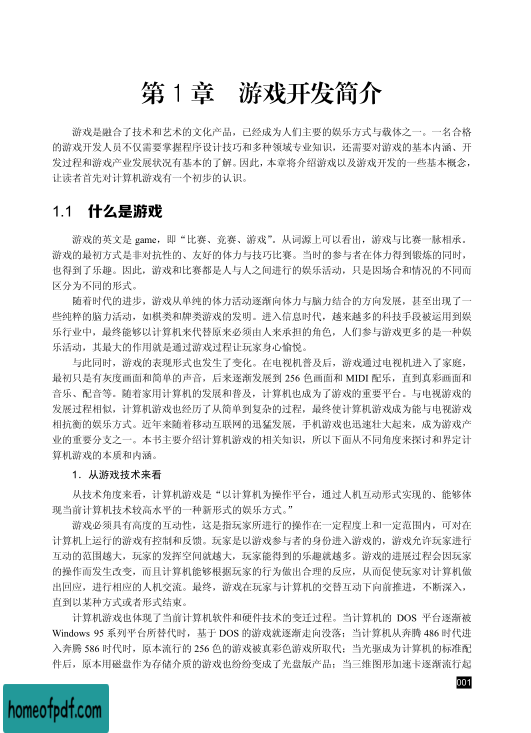 第 1 章 游戏开发简介
游戏是融合了技术和艺术的文化产品，已经成为人们主要的娱乐方式与载体之一。一名合格
的游戏开发人员不仅需要掌握程序设计技巧和多种领域专业知识，还需要对游戏的基本内涵、开
发过程和游戏产业发展状况有基本的了解。因此，本章将介绍游戏以及游戏开发的一些基本概念，
让读者首先对计算机游戏有一个初步的认识。
1.1 什么是游戏
游戏的英文是 game，即“比赛、竞赛、游戏”。从词源上可以看出，游戏与比赛一脉相承。
游戏的最初方式是非对抗性的、友好的体力与技巧比赛。当时的参与者在体力得到锻炼的同时，
也得到了乐趣。因此，游戏和比赛都是人与人之间进行的娱乐活动，只是因场合和情况的不同而
区分为不同的形式。
随着时代的进步，游戏从单纯的体力活动逐渐向体力与脑力结合的方向发展，甚至出现了一
些纯粹的脑力活动，如棋类和牌类游戏的发明。进入信息时代，越来越多的科技手段被运用到娱
乐行业中，最终能够以计算机来代替原来必须由人来承担的角色，人们参与游戏更多的是一种娱
乐活动，其最大的作用就是通过游戏过程让玩家身心愉悦。
与此同时，游戏的表现形式也发生了变化。在电视机普及后，游戏通过电视机进入了家庭，
最初只是有灰度画面和简单的声音，后来逐渐发展到 256 色画面和 MIDI 配乐，直到真彩画面和
音乐、配音等。随着家用计算机的发展和普及，计算机也成为了游戏的重要平台。与电视游戏的
发展过程相似，计算机游戏也经历了从简单到复杂的过程，最终使计算机游戏成为能与电视游戏
相抗衡的娱乐方式。近年来随着移动互联网的迅猛发展，手机游戏也迅速壮大起来，成为游戏产
业的重要分支之一。本书主要介绍计算机游戏的相关知识，所以下面从不同角度来探讨和界定计
算机游戏的本质和内涵。
1．从游戏技术来看
从技术角度来看，计算机游戏是“以计算机为操作平台，通过人机互动形式实现的、能够体
现当前计算机技术较高水平的一种新形式的娱乐方式。”
游戏必须具有高度的互动性，这是指玩家所进行的操作在一定程度上和一定范围内，可对在
计算机上运行的游戏有控制和反馈。玩家是以游戏参与者的身份进入游戏的，游戏允许玩家进行
互动的范围越大，玩家的发挥空间就越大，玩家能得到的乐趣就越多。游戏的进展过程会因玩家
的操作而发生改变，而且计算机能够根据玩家的行为做出合理的反应，从而促使玩家对计算机做
出回应，进行相应的人机交流。最终，游戏在玩家与计算机的交替互动下向前推进，不断深入，
直到以某种方式或者形式结束。
计算机游戏也体现了当前计算机软件和硬件技术的变迁过程。当计算机的 DOS 平台逐渐被
Windows 95 系列平台所替代时，基于 DOS 的游戏就逐渐走向没落；当计算机从奔腾 486 时代进
入奔腾 586 时代时，原本流行的 256 色的游戏被真彩色游戏所取代；当光驱成为计算机的标准配
件后，原本用磁盘作为存储介质的游戏也纷纷变成了光盘版产品；当三维图形加速卡逐渐流行起
001
homeofpdf.com